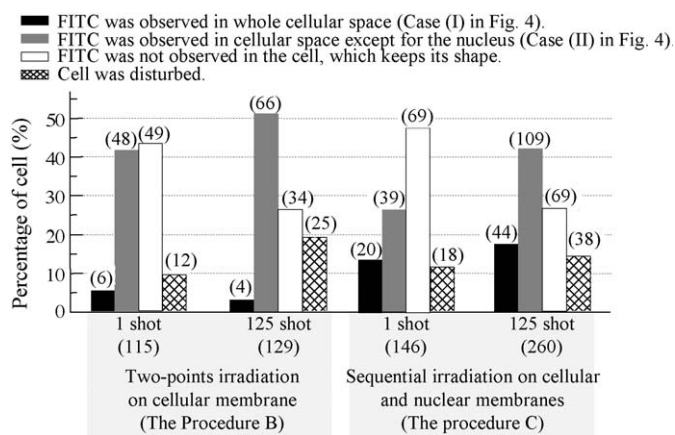 FITC was observed in whole cellular space (Case (I) in Fig. 4).
FITC was observed in cellular space except for the nucleus (Case (II) in Fig. 4).
FITC was not observed in the cell, which keeps its shape.
Cell was disturbed.
Percentage of cell (%)
50
40
30
20
10
0
(6) (48) (49) (12)
(4) (66) (34) (25)
(20) (39) (69) (18)
(44) (109) (69) (38)
1 shot 125 shot 1 shot 125 shot
(115) (129) (146) (260)
Two-points irradiation
on cellular membrane
(The Procedure B)
Sequential irradiation on cellular
and nuclear membranes
(The procedure C)